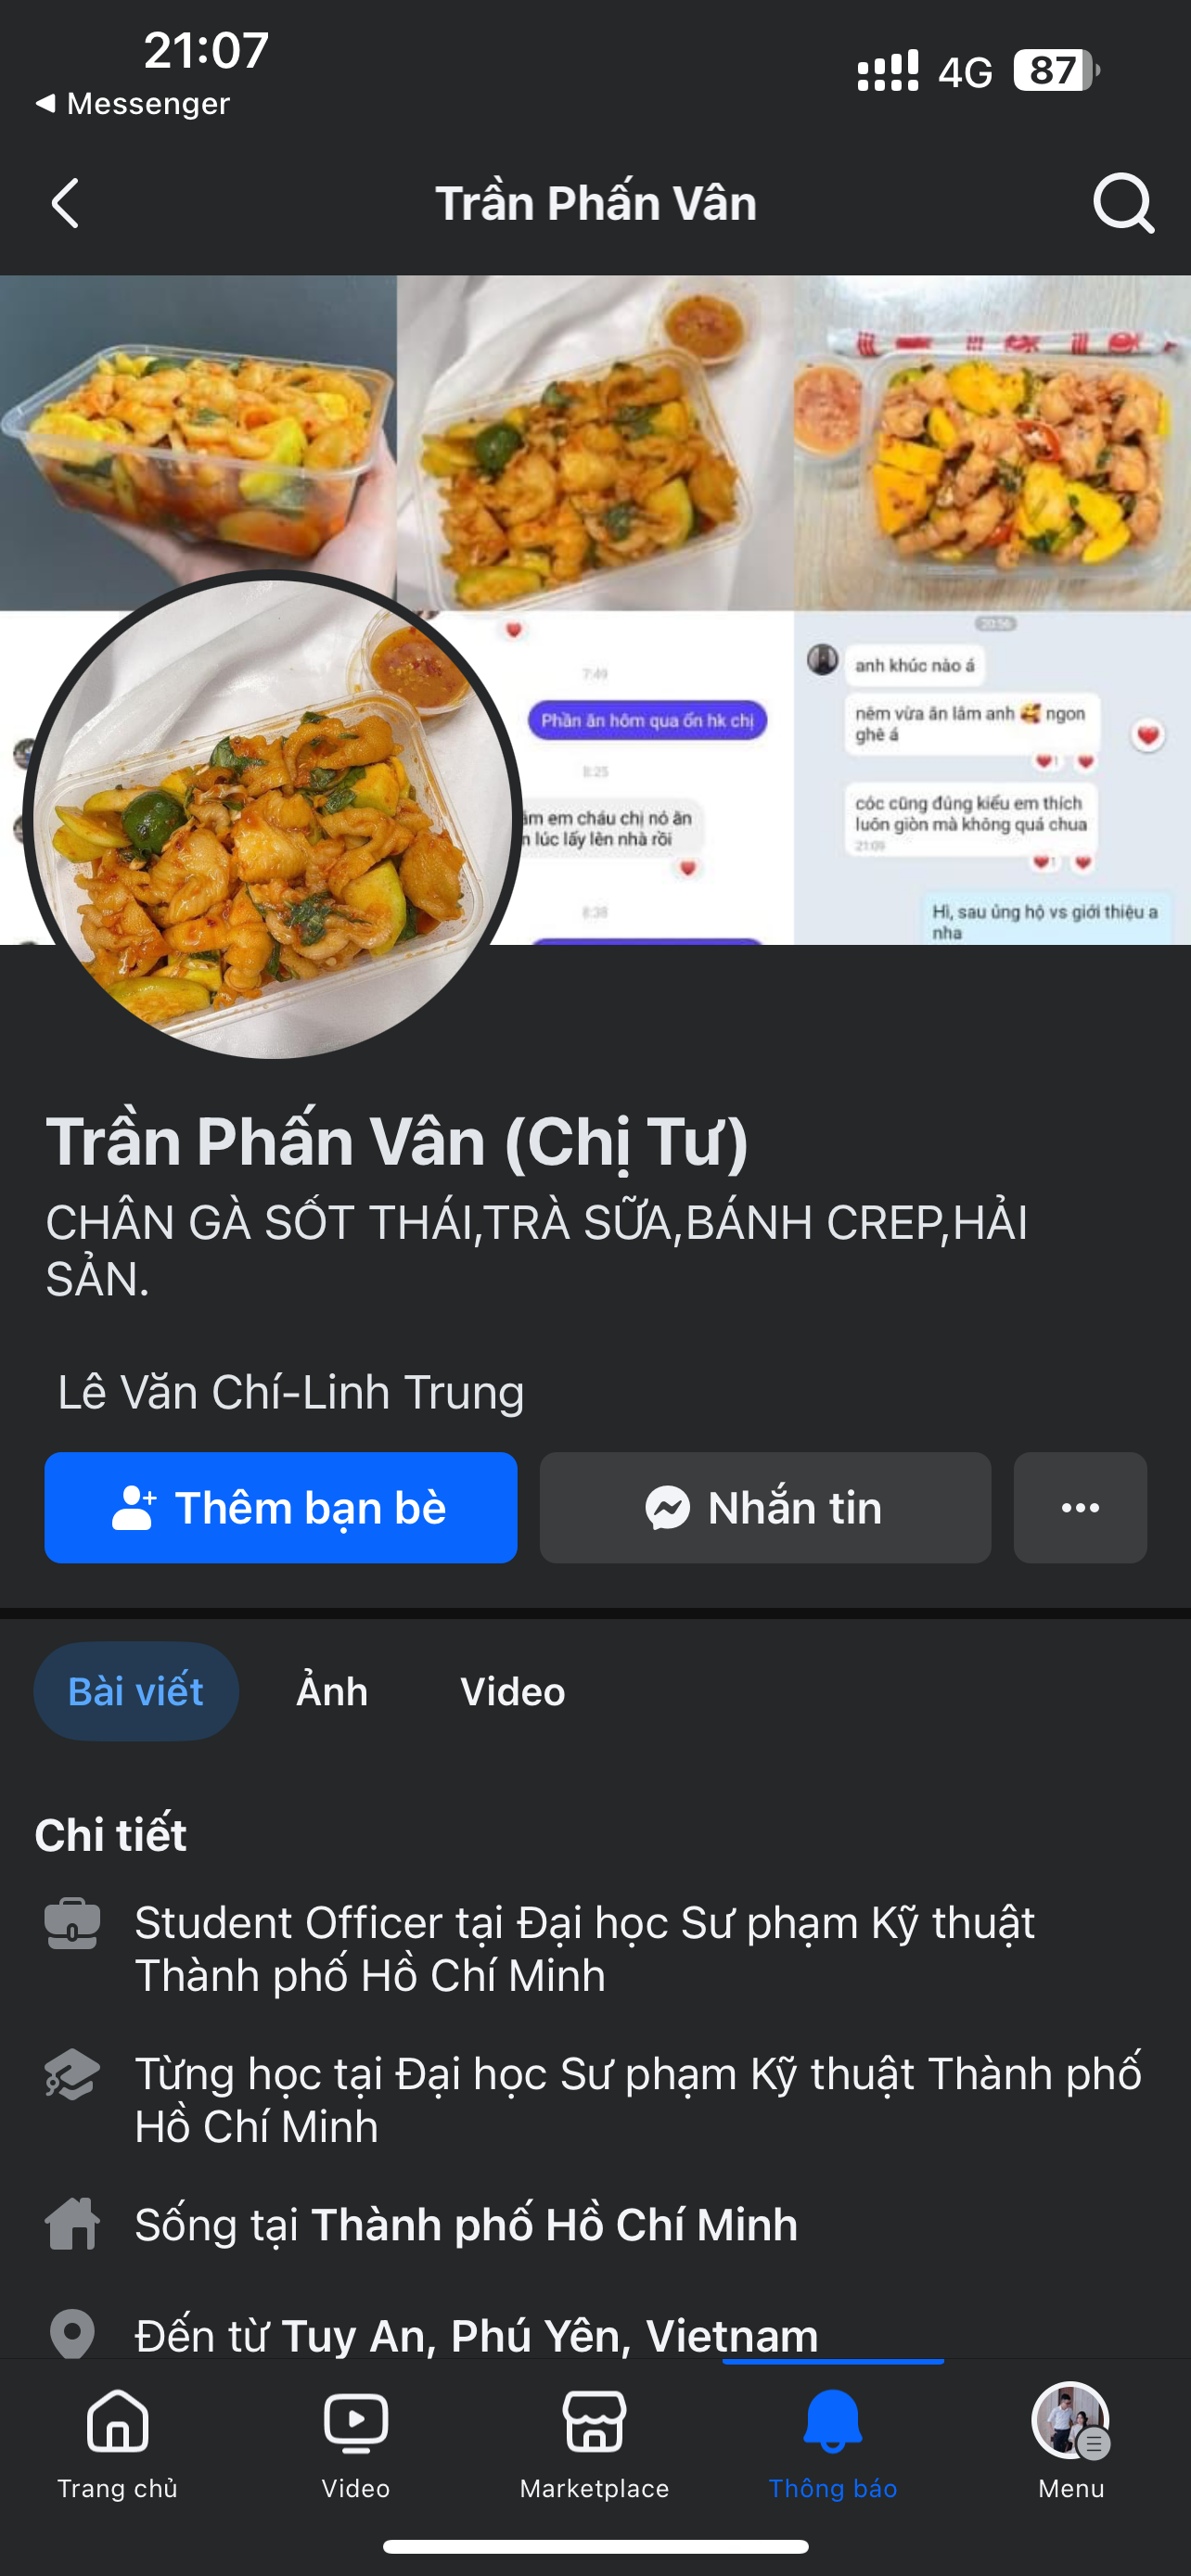 21:07
4G 87
Messenger
Trần Phấn Vân
7:49
Phần ăn hôm qua ổn hk chị
8:25
em cháu chị nó ăn
lúc lấy lên nhà rồi
8:38
20:56
anh khúc nào á
nêm vừa ăn lắm anh 🥰 ngon
ghê á
1
cóc cũng đúng kiểu em thích
luôn giòn mà không quá chua
21:09
1
Hì, sau ủng hộ vs giới thiệu a
nha
Trần Phấn Vân (Chị Tư)
CHÂN GÀ SỐT THÁI,TRÀ SỮA,BÁNH CREP,HẢI
SẢN.
Lê Văn Chí-Linh Trung
Thêm bạn bè
Nhắn tin
Bài viết
Ảnh
Video
Chi tiết
Student Officer tại Đại học Sư phạm Kỹ thuật
Thành phố Hồ Chí Minh
Từng học tại Đại học Sư phạm Kỹ thuật Thành phố
Hồ Chí Minh
Sống tại Thành phố Hồ Chí Minh
Đến từ Tuy An, Phú Yên, Vietnam
Trang chủ
Video
Marketplace
Thông báo
Menu